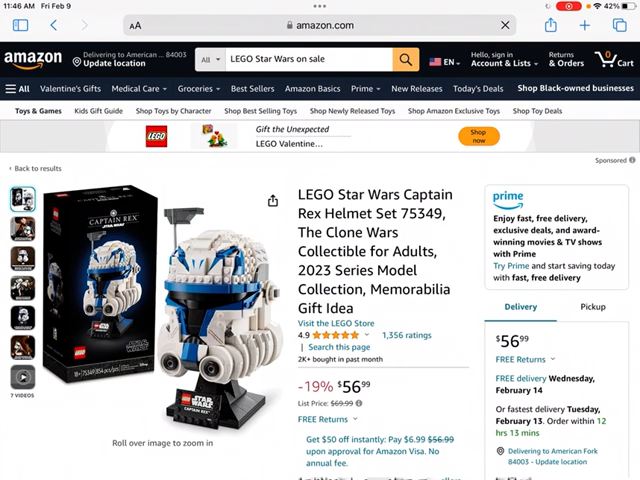 11:46 AM Fri Feb 9
42%
AA
amazon.com
amazon
Delivering to American ... 84003
Update location
All
LEGO Star Wars on sale
EN
Hello, sign in
Account & Lists
Returns
& Orders
0
Cart
All
Valentine's Gifts
Medical Care
Groceries
Best Sellers
Amazon Basics
Prime
New Releases
Today's Deals
Shop Black-owned businesses
Toys & Games
Kids Gift Guide
Shop Toys by Character
Shop Best Selling Toys
Shop Newly Released Toys
Shop Amazon Exclusive Toys
Shop Toy Deals
LEGO
Gift the Unexpected
LEGO Valentine...
Shop
now
Sponsored
‹ Back to results
CAPTAIN REX
STAR WARS
LEGO
18+
75349
STAR WARS
LEGO
STAR WARS
CAPTAIN REX
7 VIDEOS
Roll over image to zoom in
LEGO Star Wars Captain
Rex Helmet Set 75349,
The Clone Wars
Collectible for Adults,
2023 Series Model
Collection, Memorabilia
Gift Idea
Visit the LEGO Store
4.9
1,356 ratings
| Search this page
2K+ bought in past month
-19% $56.99
List Price: $69.99
FREE Returns
Get $50 off instantly: Pay $6.99 $56.99
upon approval for Amazon Visa. No
annual fee.
prime
Enjoy fast, free delivery,
exclusive deals, and award-
winning movies & TV shows
with Prime
Try Prime and start saving today
with fast, free delivery
Delivery
Pickup
$56.99
FREE Returns
FREE delivery Wednesday,
February 14
Or fastest delivery Tuesday,
February 13. Order within 12
hrs 13 mins
Delivering to American Fork
84003 - Update location